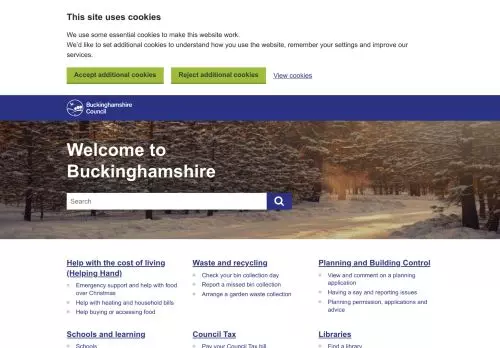 This site uses cookies
We use some essential cookies to make this website work.
We'd like to set additional cookies to understand how you use the website, remember your settings and improve our
services.
Accept additional cookies
Reject additional cookies
View cookies
Buckinghamshire
Council
Welcome to
Buckinghamshire
Search
Help with the cost of living
(Helping Hand)
Emergency support and help with food
over Christmas
Help with heating and household bills
Help buying or accessing food
Waste and recycling
Check your bin collection day
Report a missed bin collection
Arrange a garden waste collection
Planning and Building Control
View and comment on a planning
application
Having a say and reporting issues
Planning permission, applications and
advice
Schools and learning
Schools
Council Tax
Pay your Council Tax bill
Libraries
Find a library